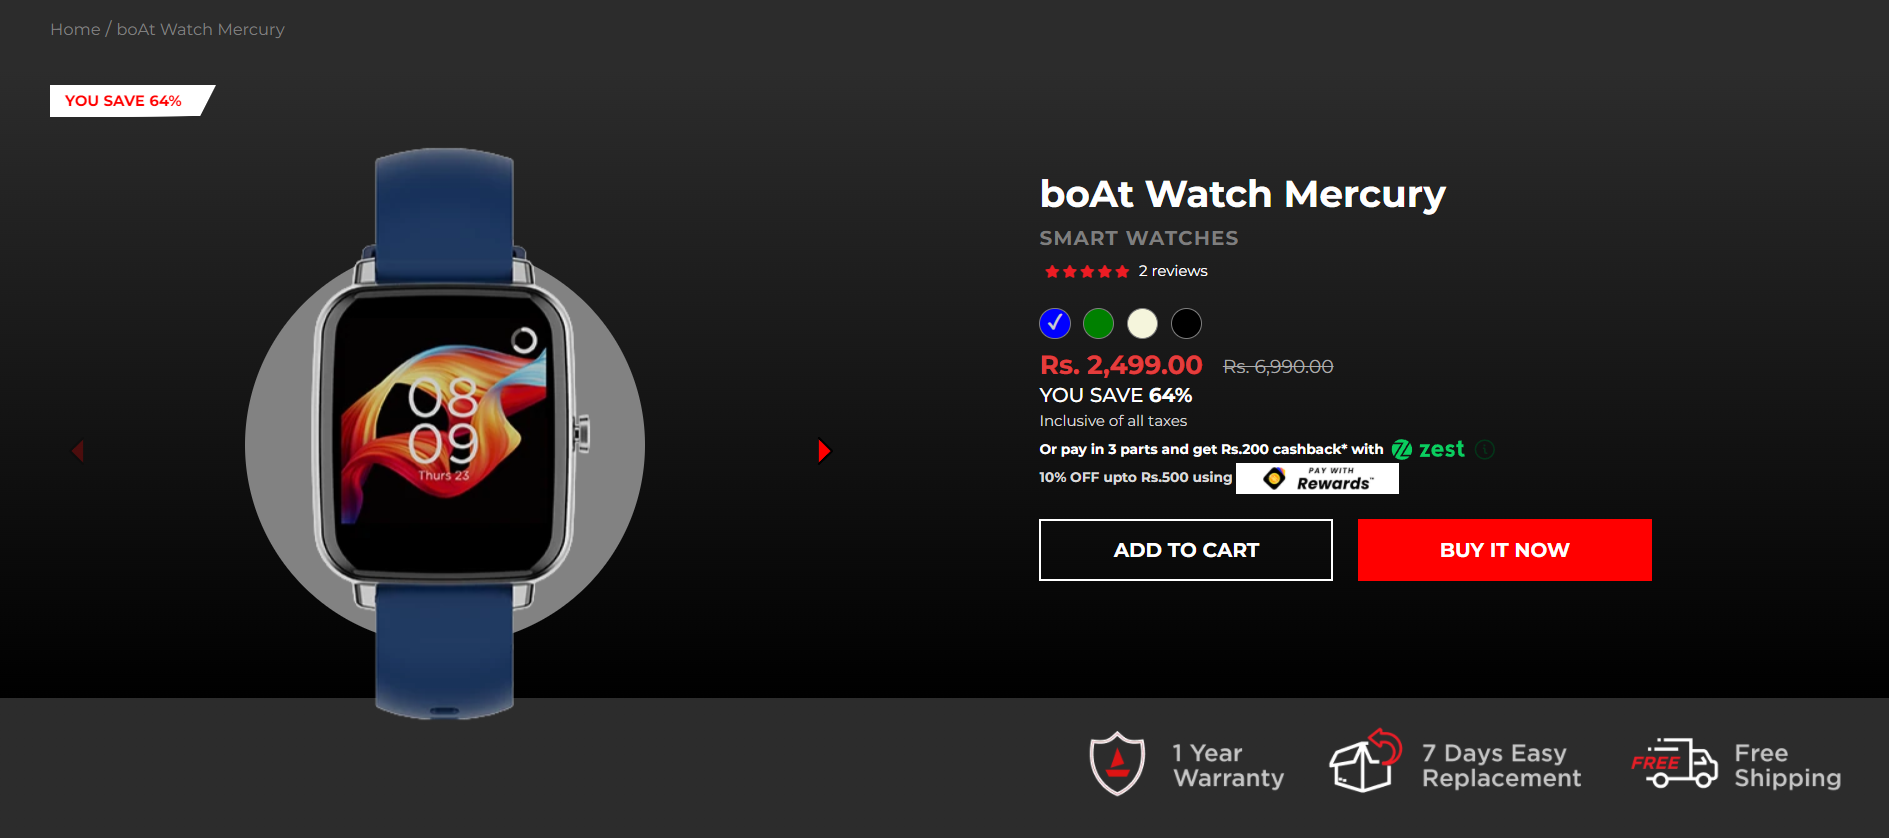 Home / boAt Watch Mercury
YOU SAVE 64%
08
09
Thurs 23
boAt Watch Mercury
SMART WATCHES
2 reviews
Rs. 2,499.00 Rs. 6,990.00
YOU SAVE 64%
Inclusive of all taxes
Or pay in 3 parts and get Rs.200 cashback* with zest
10% OFF upto Rs.500 using PAY WITH Rewards™
ADD TO CART
BUY IT NOW
1 Year
Warranty
7 Days Easy
Replacement
FREE
Free
Shipping